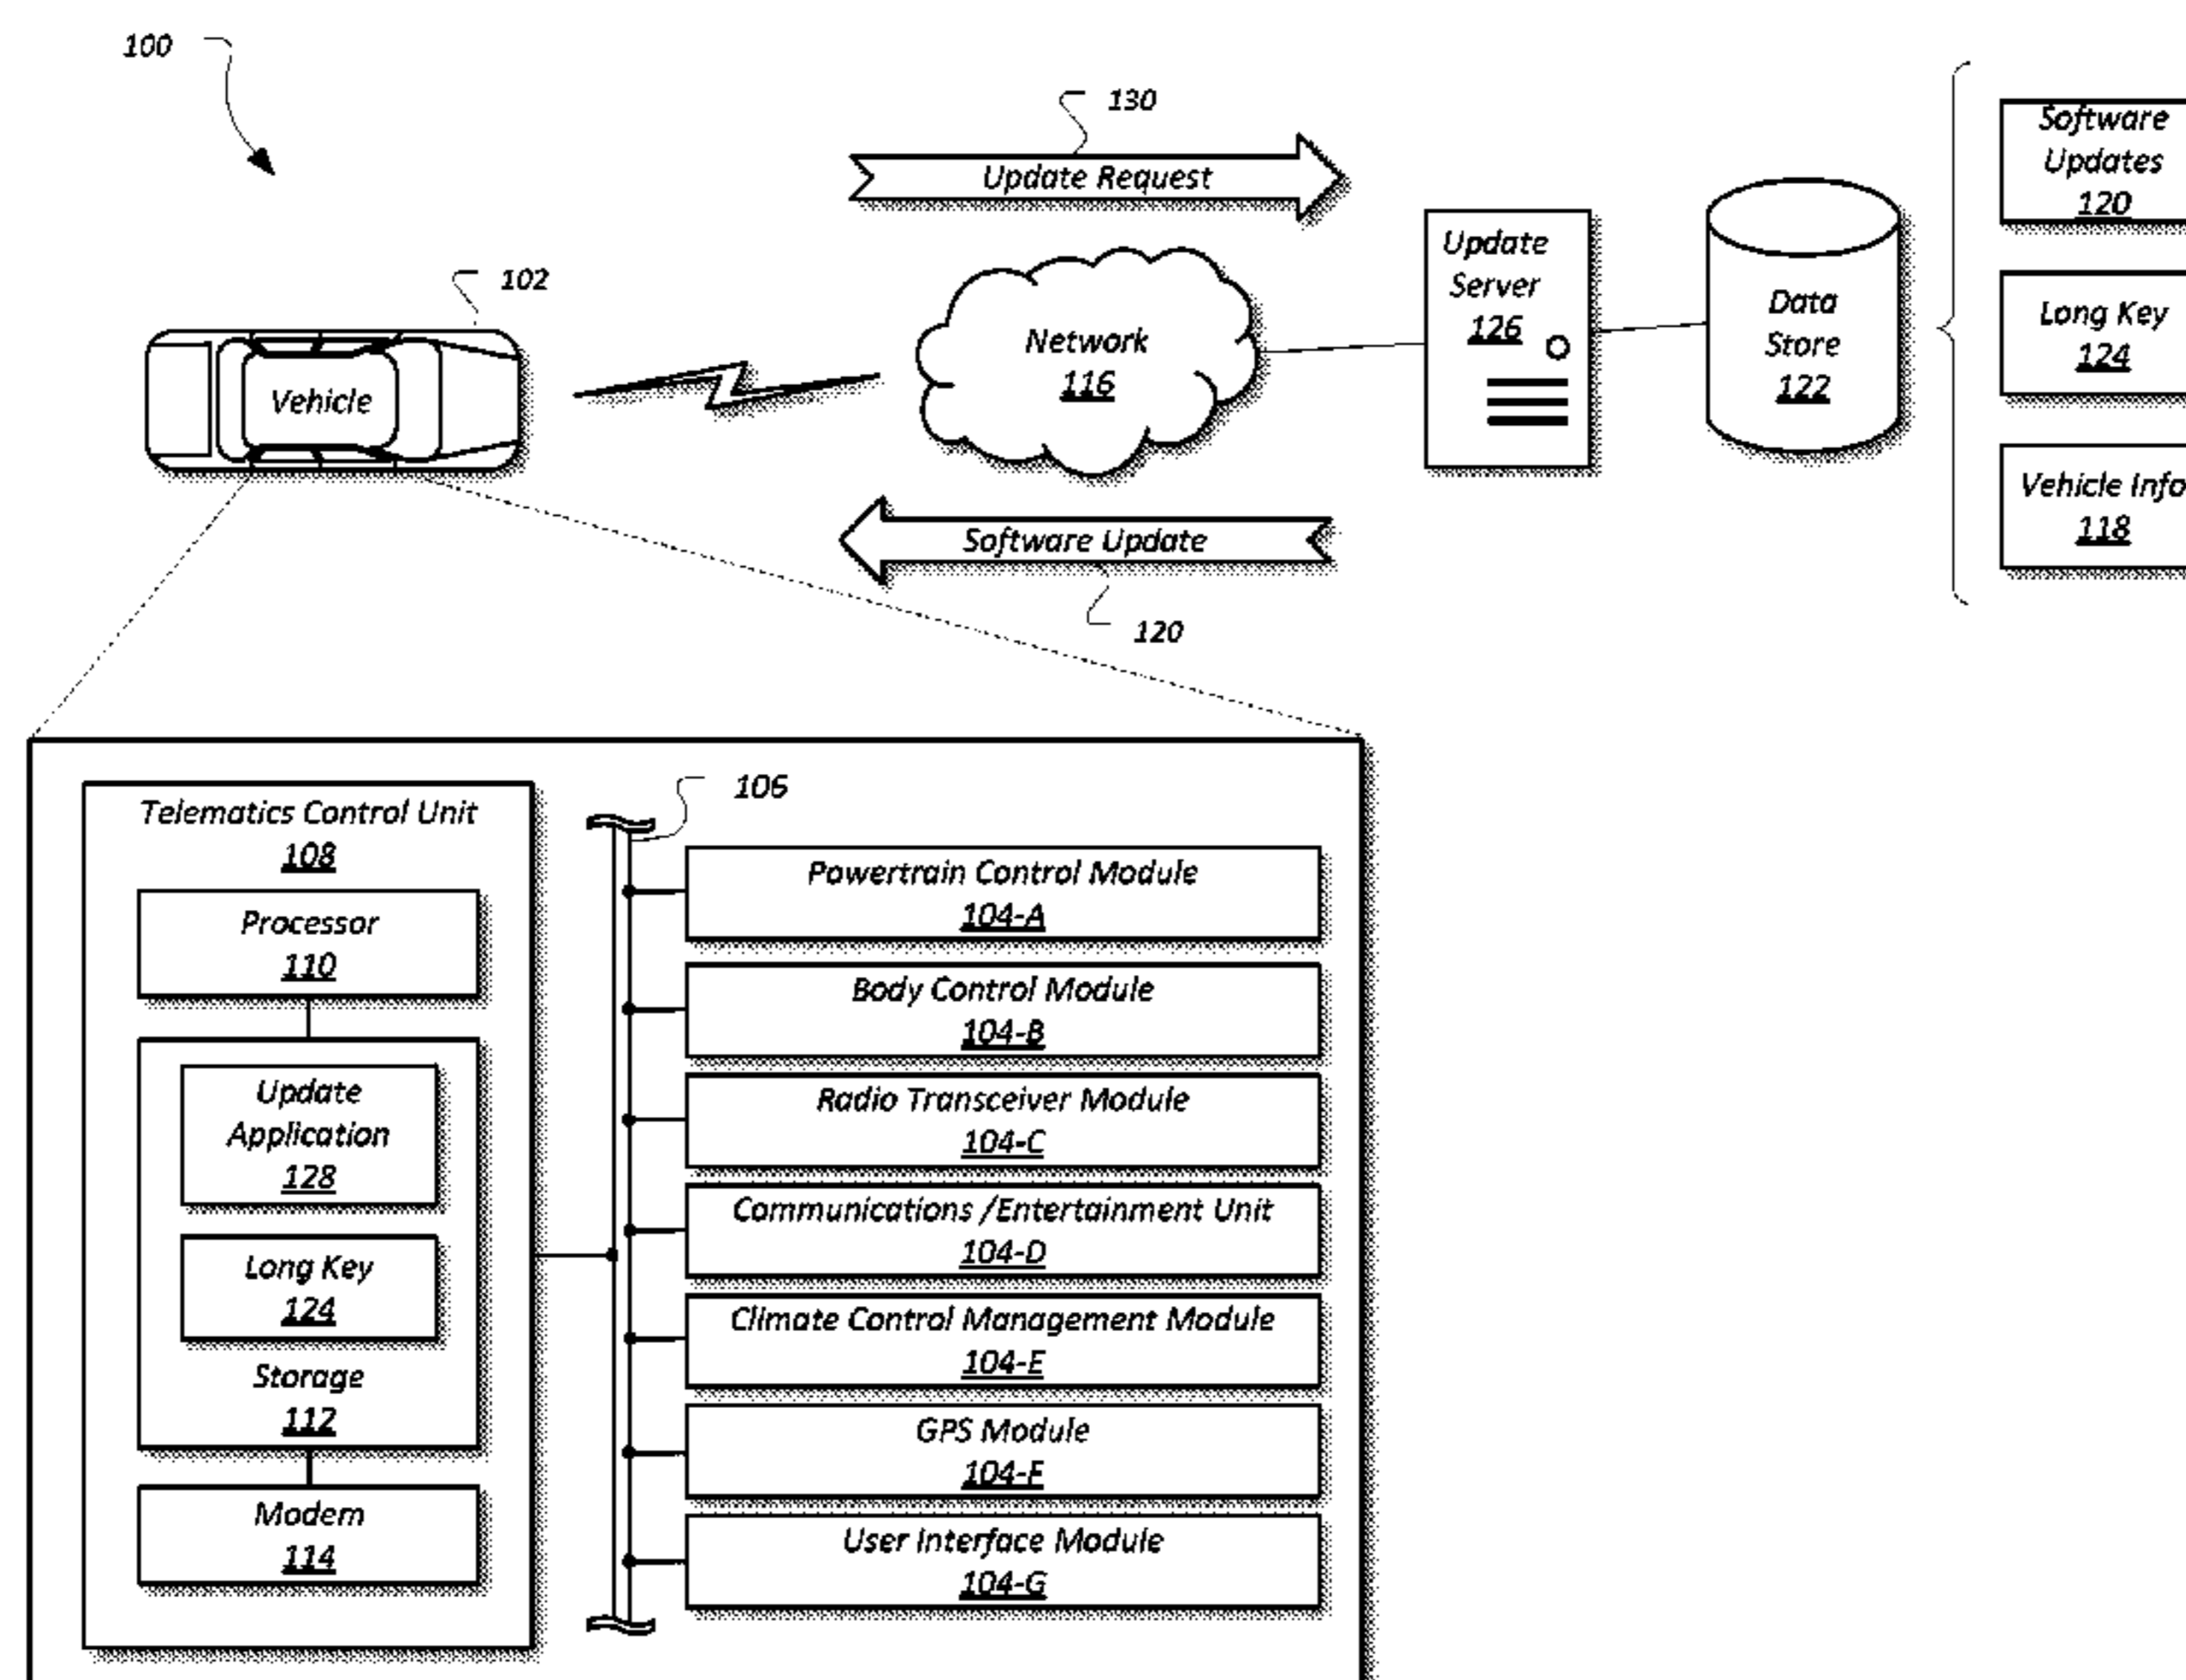 100
130
Update Request
102
Vehicle
Network
116
Update
Server
126
Data
Store
122
Software
Updates
120
Long Key
124
Vehicle Info
118
Software Update
120
Telematics Control Unit
108
Processor
110
Update
Application
128
Long Key
124
Storage
112
Modem
114
106
Powertrain Control Module
104-A
Body Control Module
104-B
Radio Transceiver Module
104-C
Communications /Entertainment Unit
104-D
Climate Control Management Module
104-E
GPS Module
104-F
User Interface Module
104-G